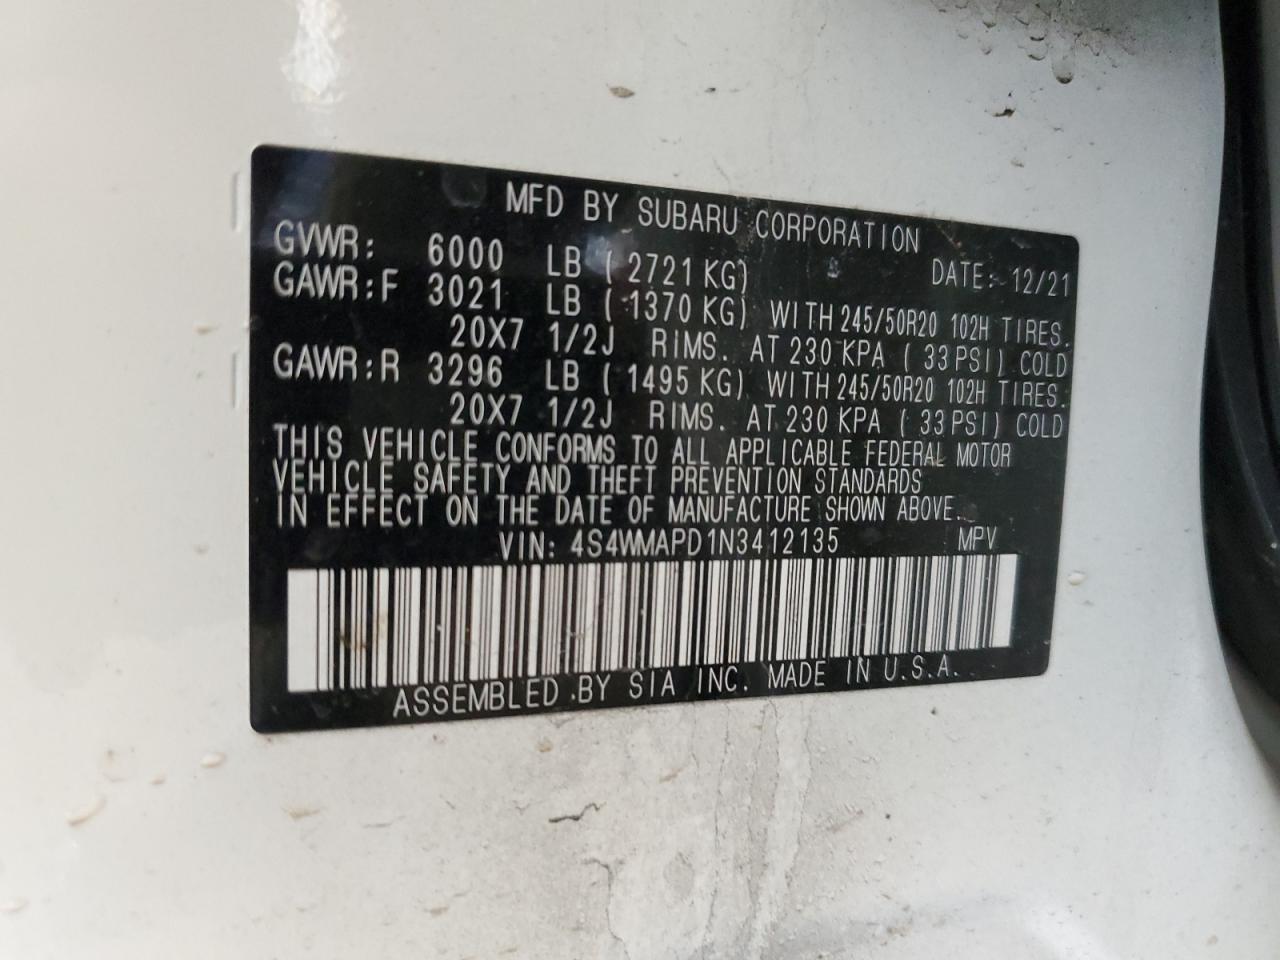 MFD BY SUBARU CORPORATION
GVWR: 6000 LB ( 2721 KG) DATE: 12/21
GAWR:F 3021 LB ( 1370 KG) WITH 245/50R20 102H TIRES.
20X7 1/2J RIMS. AT 230 KPA ( 33 PSI) COLD
GAWR:R 3296 LB ( 1495 KG) WITH 245/50R20 102H TIRES.
20X7 1/2J RIMS. AT 230 KPA ( 33 PSI) COLD
THIS VEHICLE CONFORMS TO ALL APPLICABLE FEDERAL MOTOR
VEHICLE SAFETY AND THEFT PREVENTION STANDARDS
IN EFFECT ON THE DATE OF MANUFACTURE SHOWN ABOVE.
VIN: 4S4WMAPD1N3412135 MPV
ASSEMBLED BY SIA INC. MADE IN U.S.A.